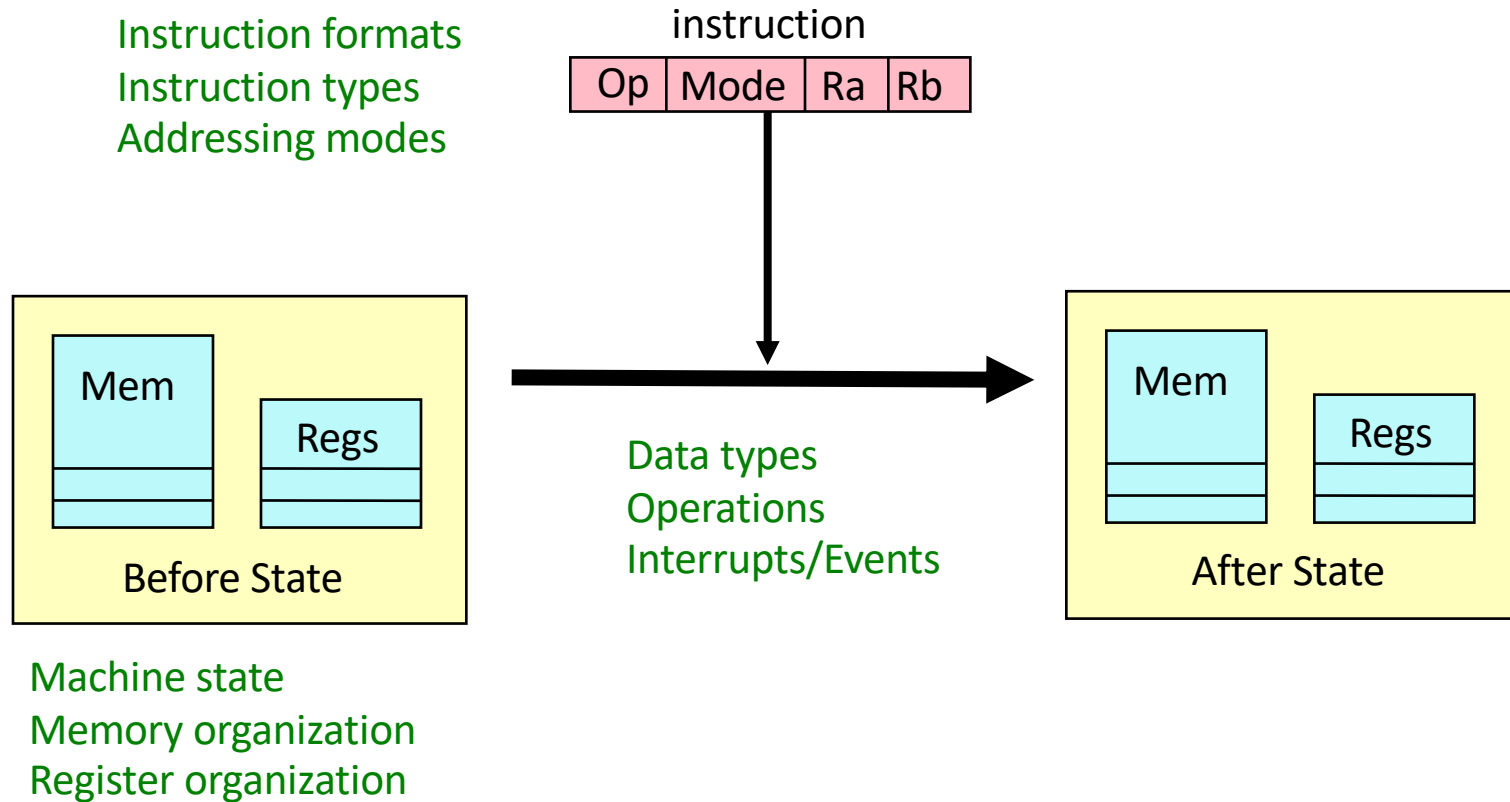 Instruction formats
Instruction types
Addressing modes
instruction
Op Mode Ra Rb
Mem
Regs
Before State
Data types
Operations
Interrupts/Events
Mem
Regs
After State
Machine state
Memory organization
Register organization